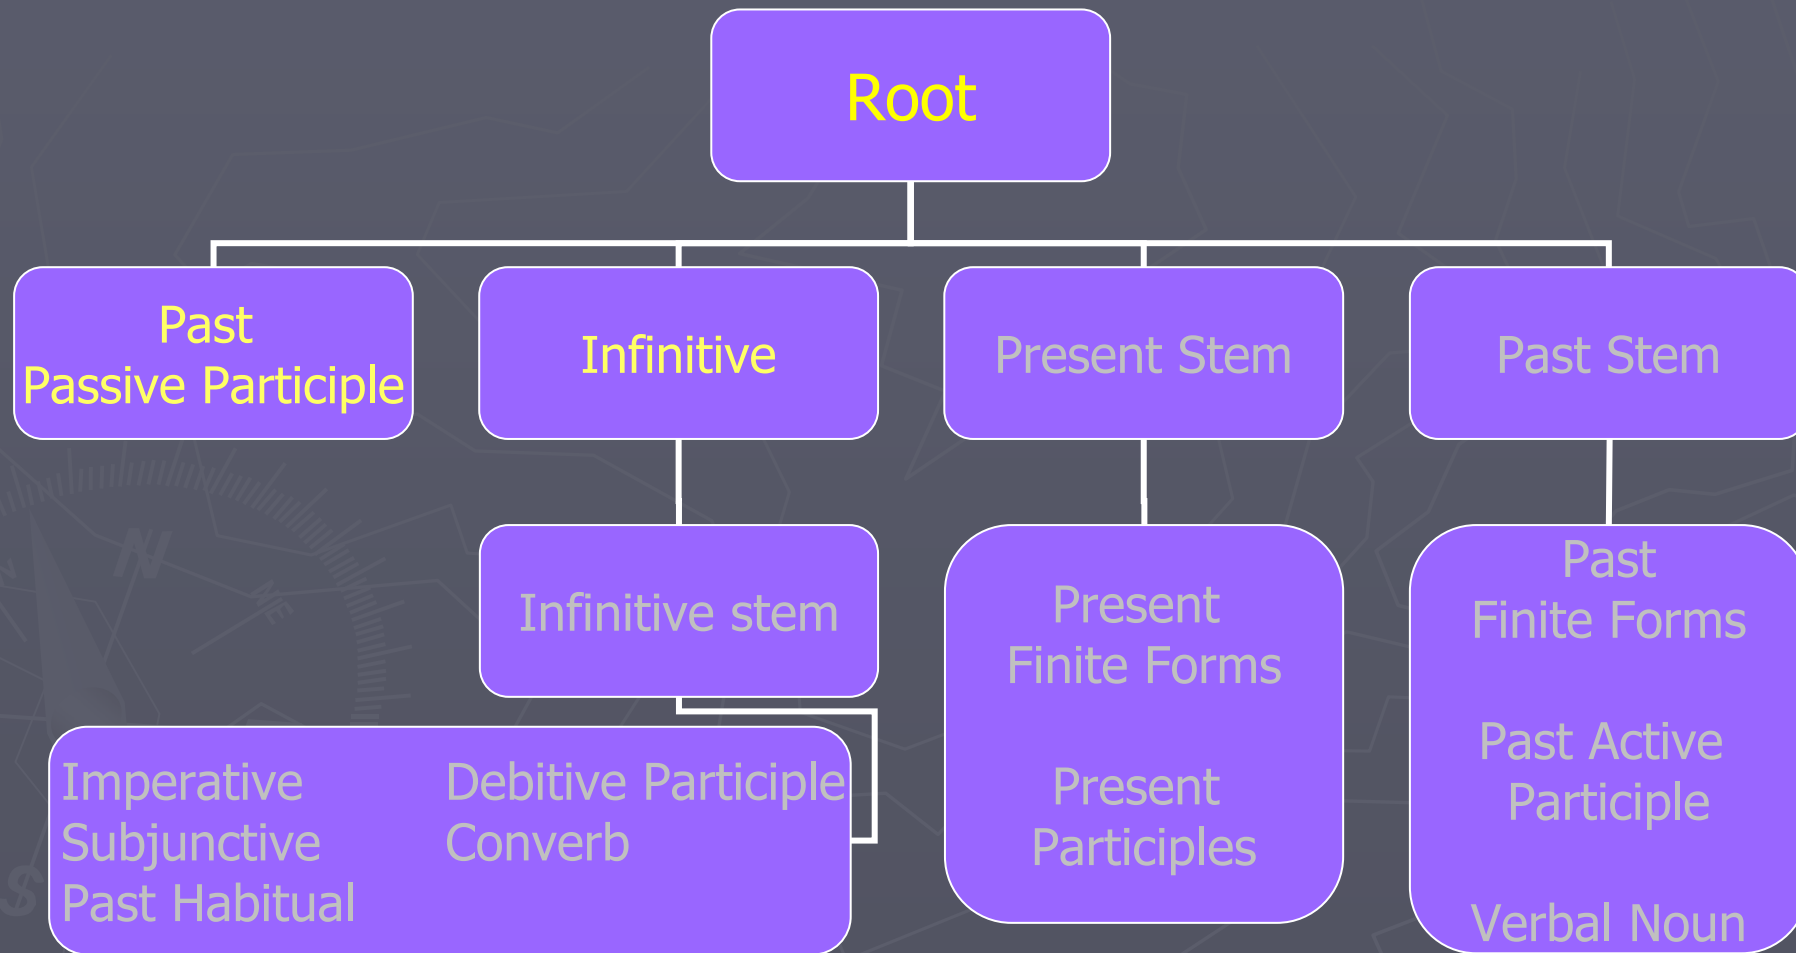 Root
Past
Passive Participle
Infinitive
Present Stem
Past Stem
Infinitive stem
Present
Finite Forms
Present
Participles
Past
Finite Forms
Past Active
Participle
Verbal Noun
Imperative Debitive Participle
Subjunctive Converb
Past Habitual
N
N
NE
S